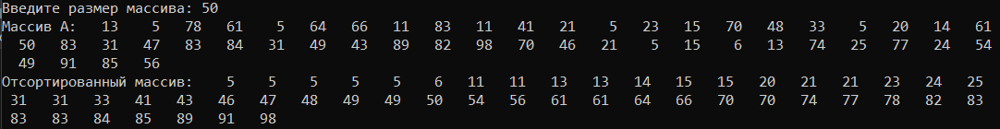 Введите размер массива: 50
Массив A: 13 5 78 61 5 64 66 11 83 11 41 21 5 23 15 70 48 33 5 20 14 61
50 83 31 47 83 84 31 49 43 89 82 98 70 46 21 5 15 6 13 74 25 77 24 54
49 91 85 56
Отсортированный массив: 5 5 5 5 5 6 11 11 13 13 14 15 15 20 21 21 23 24 25
31 31 33 41 43 46 47 48 49 49 50 54 56 61 61 64 66 70 70 74 77 78 82 83
83 83 84 85 89 91 98